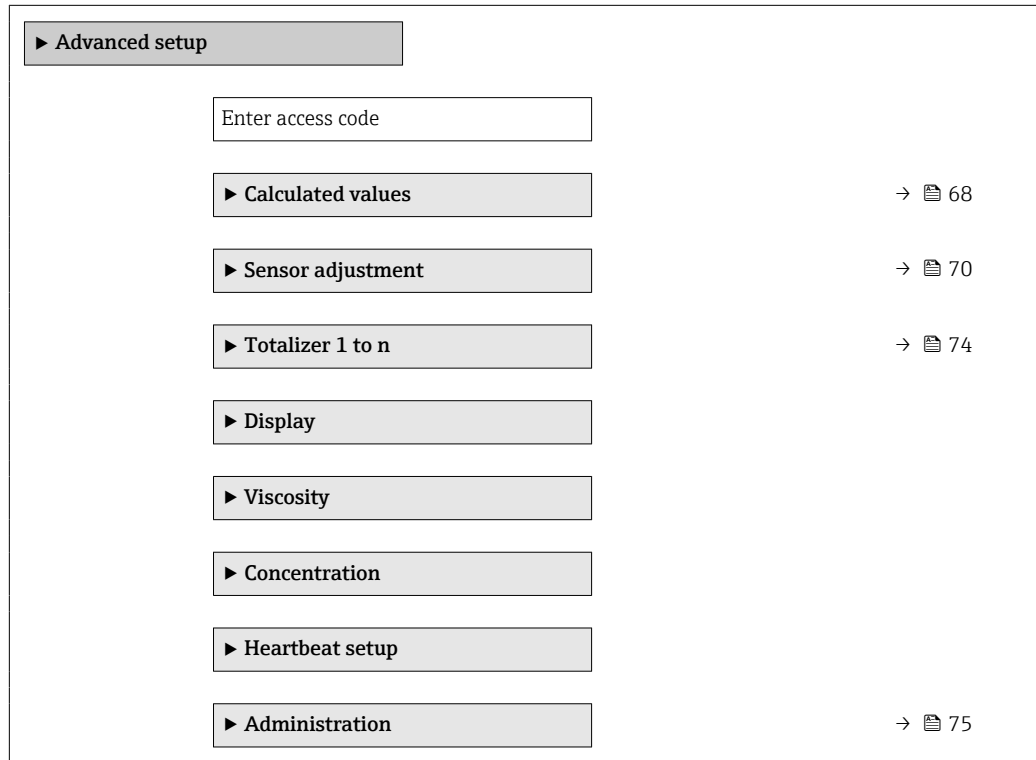 ▶ Advanced setup
Enter access code
▶ Calculated values → 68
▶ Sensor adjustment → 70
▶ Totalizer 1 to n → 74
▶ Display
▶ Viscosity
▶ Concentration
▶ Heartbeat setup
▶ Administration → 75